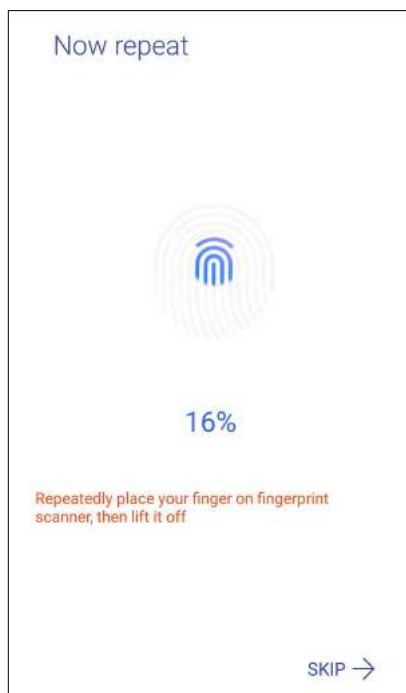 Now repeat
16%
Repeatedly place your finger on fingerprint
scanner, then lift it off
SKIP →